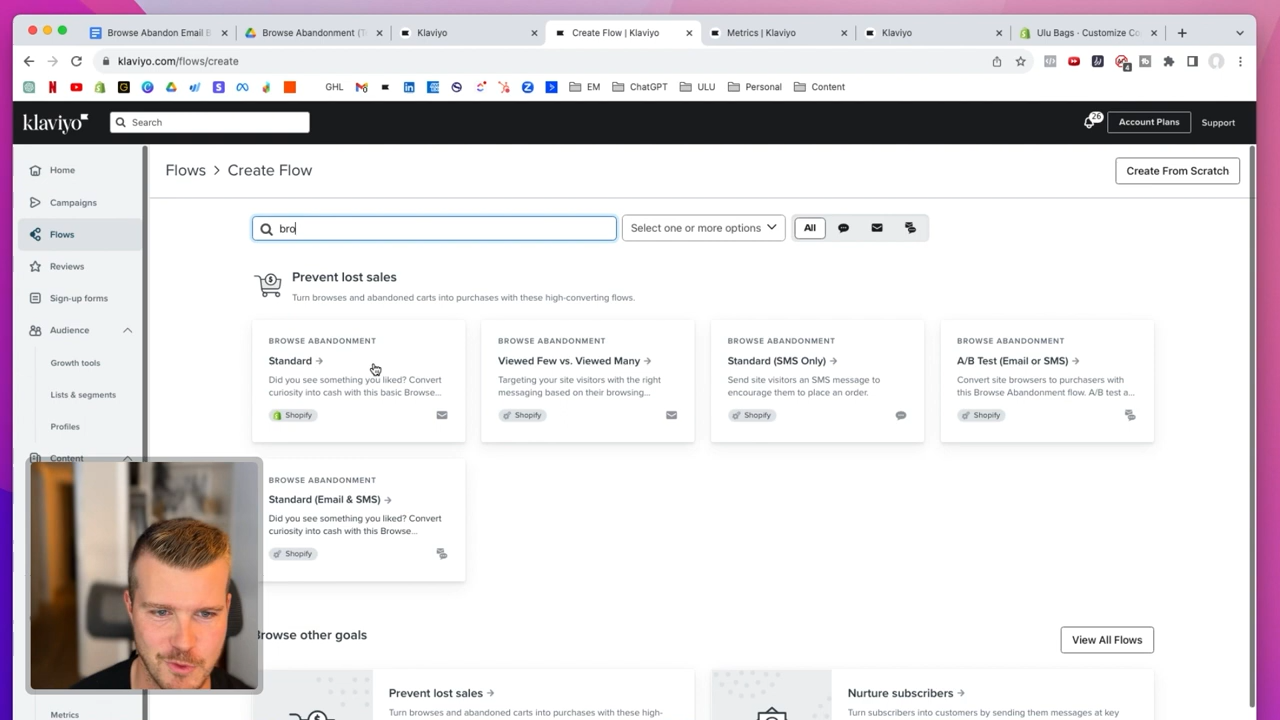 Browse Abandon Email B
Browse Abandonment (T
Klaviyo
Create Flow | Klaviyo
Metrics | Klaviyo
Klaviyo
Ulu Bags · Customize Co
klaviyo.com/flows/create
4
GHL
EM
ChatGPT
ULU
Personal
Content
klaviyo
Search
26
Account Plans
Support
Home
Campaigns
Flows
Reviews
Sign-up forms
Audience
Growth tools
Lists & segments
Profiles
Content
Metrics
Flows > Create Flow
Create From Scratch
bro
Select one or more options
All
Prevent lost sales
Turn browses and abandoned carts into purchases with these high-converting flows.
BROWSE ABANDONMENT
Standard →
Did you see something you liked? Convert
curiosity into cash with this basic Browse...
Shopify
BROWSE ABANDONMENT
Viewed Few vs. Viewed Many →
Targeting your site visitors with the right
messaging based on their browsing...
Shopify
BROWSE ABANDONMENT
Standard (SMS Only) →
Send site visitors an SMS message to
encourage them to place an order.
Shopify
BROWSE ABANDONMENT
A/B Test (Email or SMS) →
Convert site browsers to purchasers with
this Browse Abandonment flow. A/B test a...
Shopify
BROWSE ABANDONMENT
Standard (Email & SMS) →
Did you see something you liked? Convert
curiosity into cash with this Browse...
Shopify
Browse other goals
View All Flows
Prevent lost sales →
Turn browses and abandoned carts into purchases with these high-
Nurture subscribers →
Turn subscribers into customers by sending them messages at key